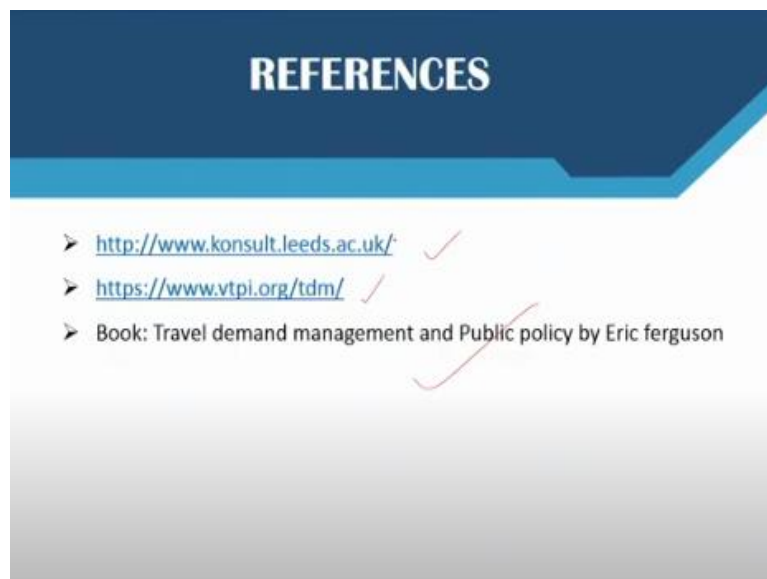 REFERENCES
http://www.konsult.leeds.ac.uk/
https://www.vtpi.org/tdm/
Book: Travel demand management and Public policy by Eric ferguson